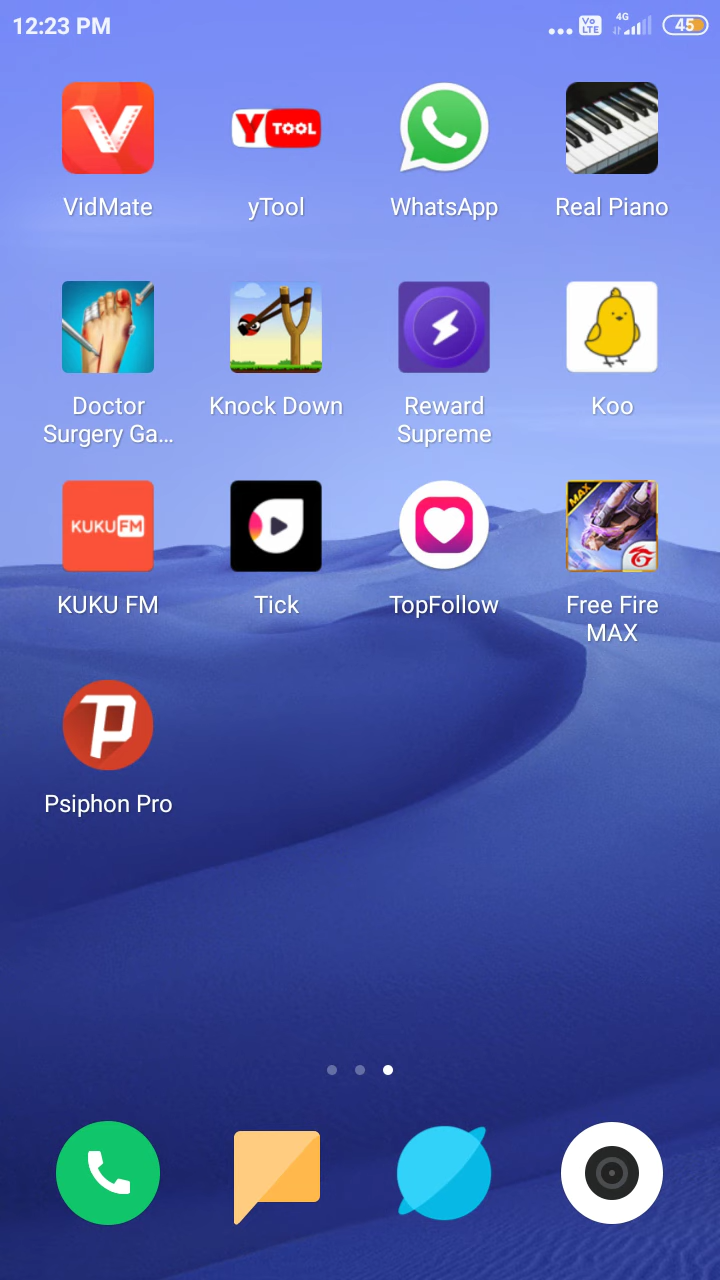 12:23 PM
Vo
LTE
4G
45
Y TOOL
VidMate
yTool
WhatsApp
Real Piano
Doctor
Surgery Ga...
Knock Down
Reward
Supreme
Koo
KUKU FM
MAX
KUKU FM
Tick
TopFollow
Free Fire
MAX
Psiphon Pro